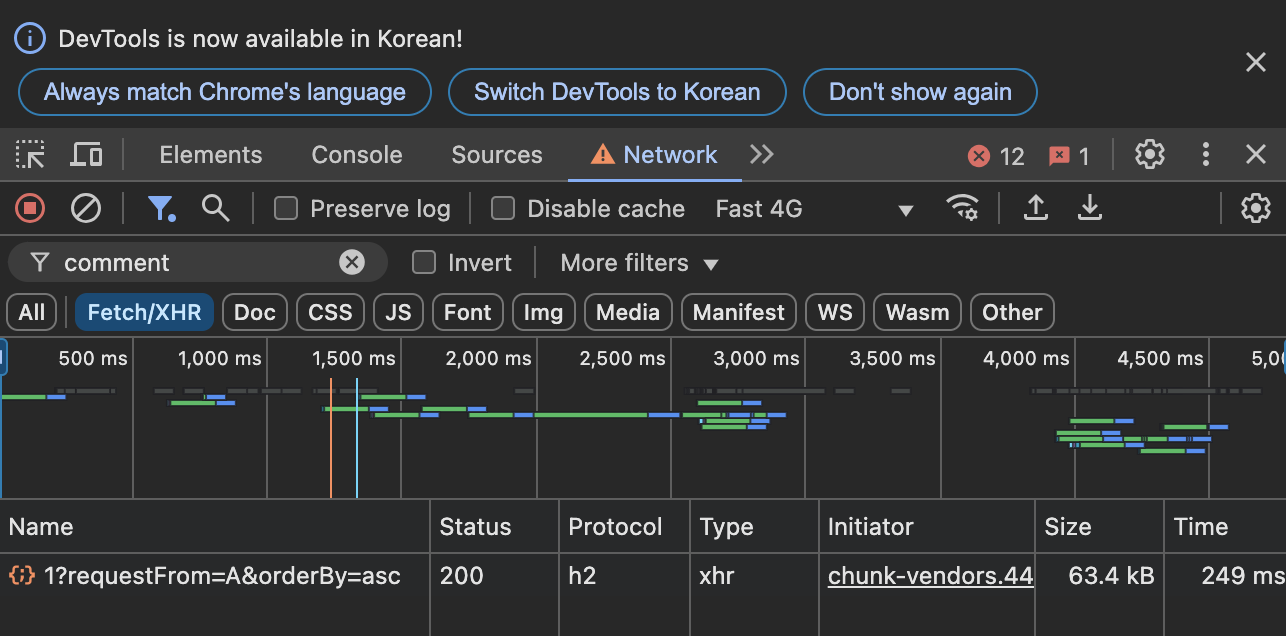 DevTools is now available in Korean!
Always match Chrome's language Switch DevTools to Korean Don't show again
Elements Console Sources Network 12 1
Preserve log Disable cache Fast 4G
comment Invert More filters
All Fetch/XHR Doc CSS JS Font Img Media Manifest WS Wasm Other
500 ms 1,000 ms 1,500 ms 2,000 ms 2,500 ms 3,000 ms 3,500 ms 4,000 ms 4,500 ms 5,0
Name Status Protocol Type Initiator Size Time
1?requestFrom=A&orderBy=asc 200 h2 xhr chunk-vendors.44 63.4 kB 249 ms